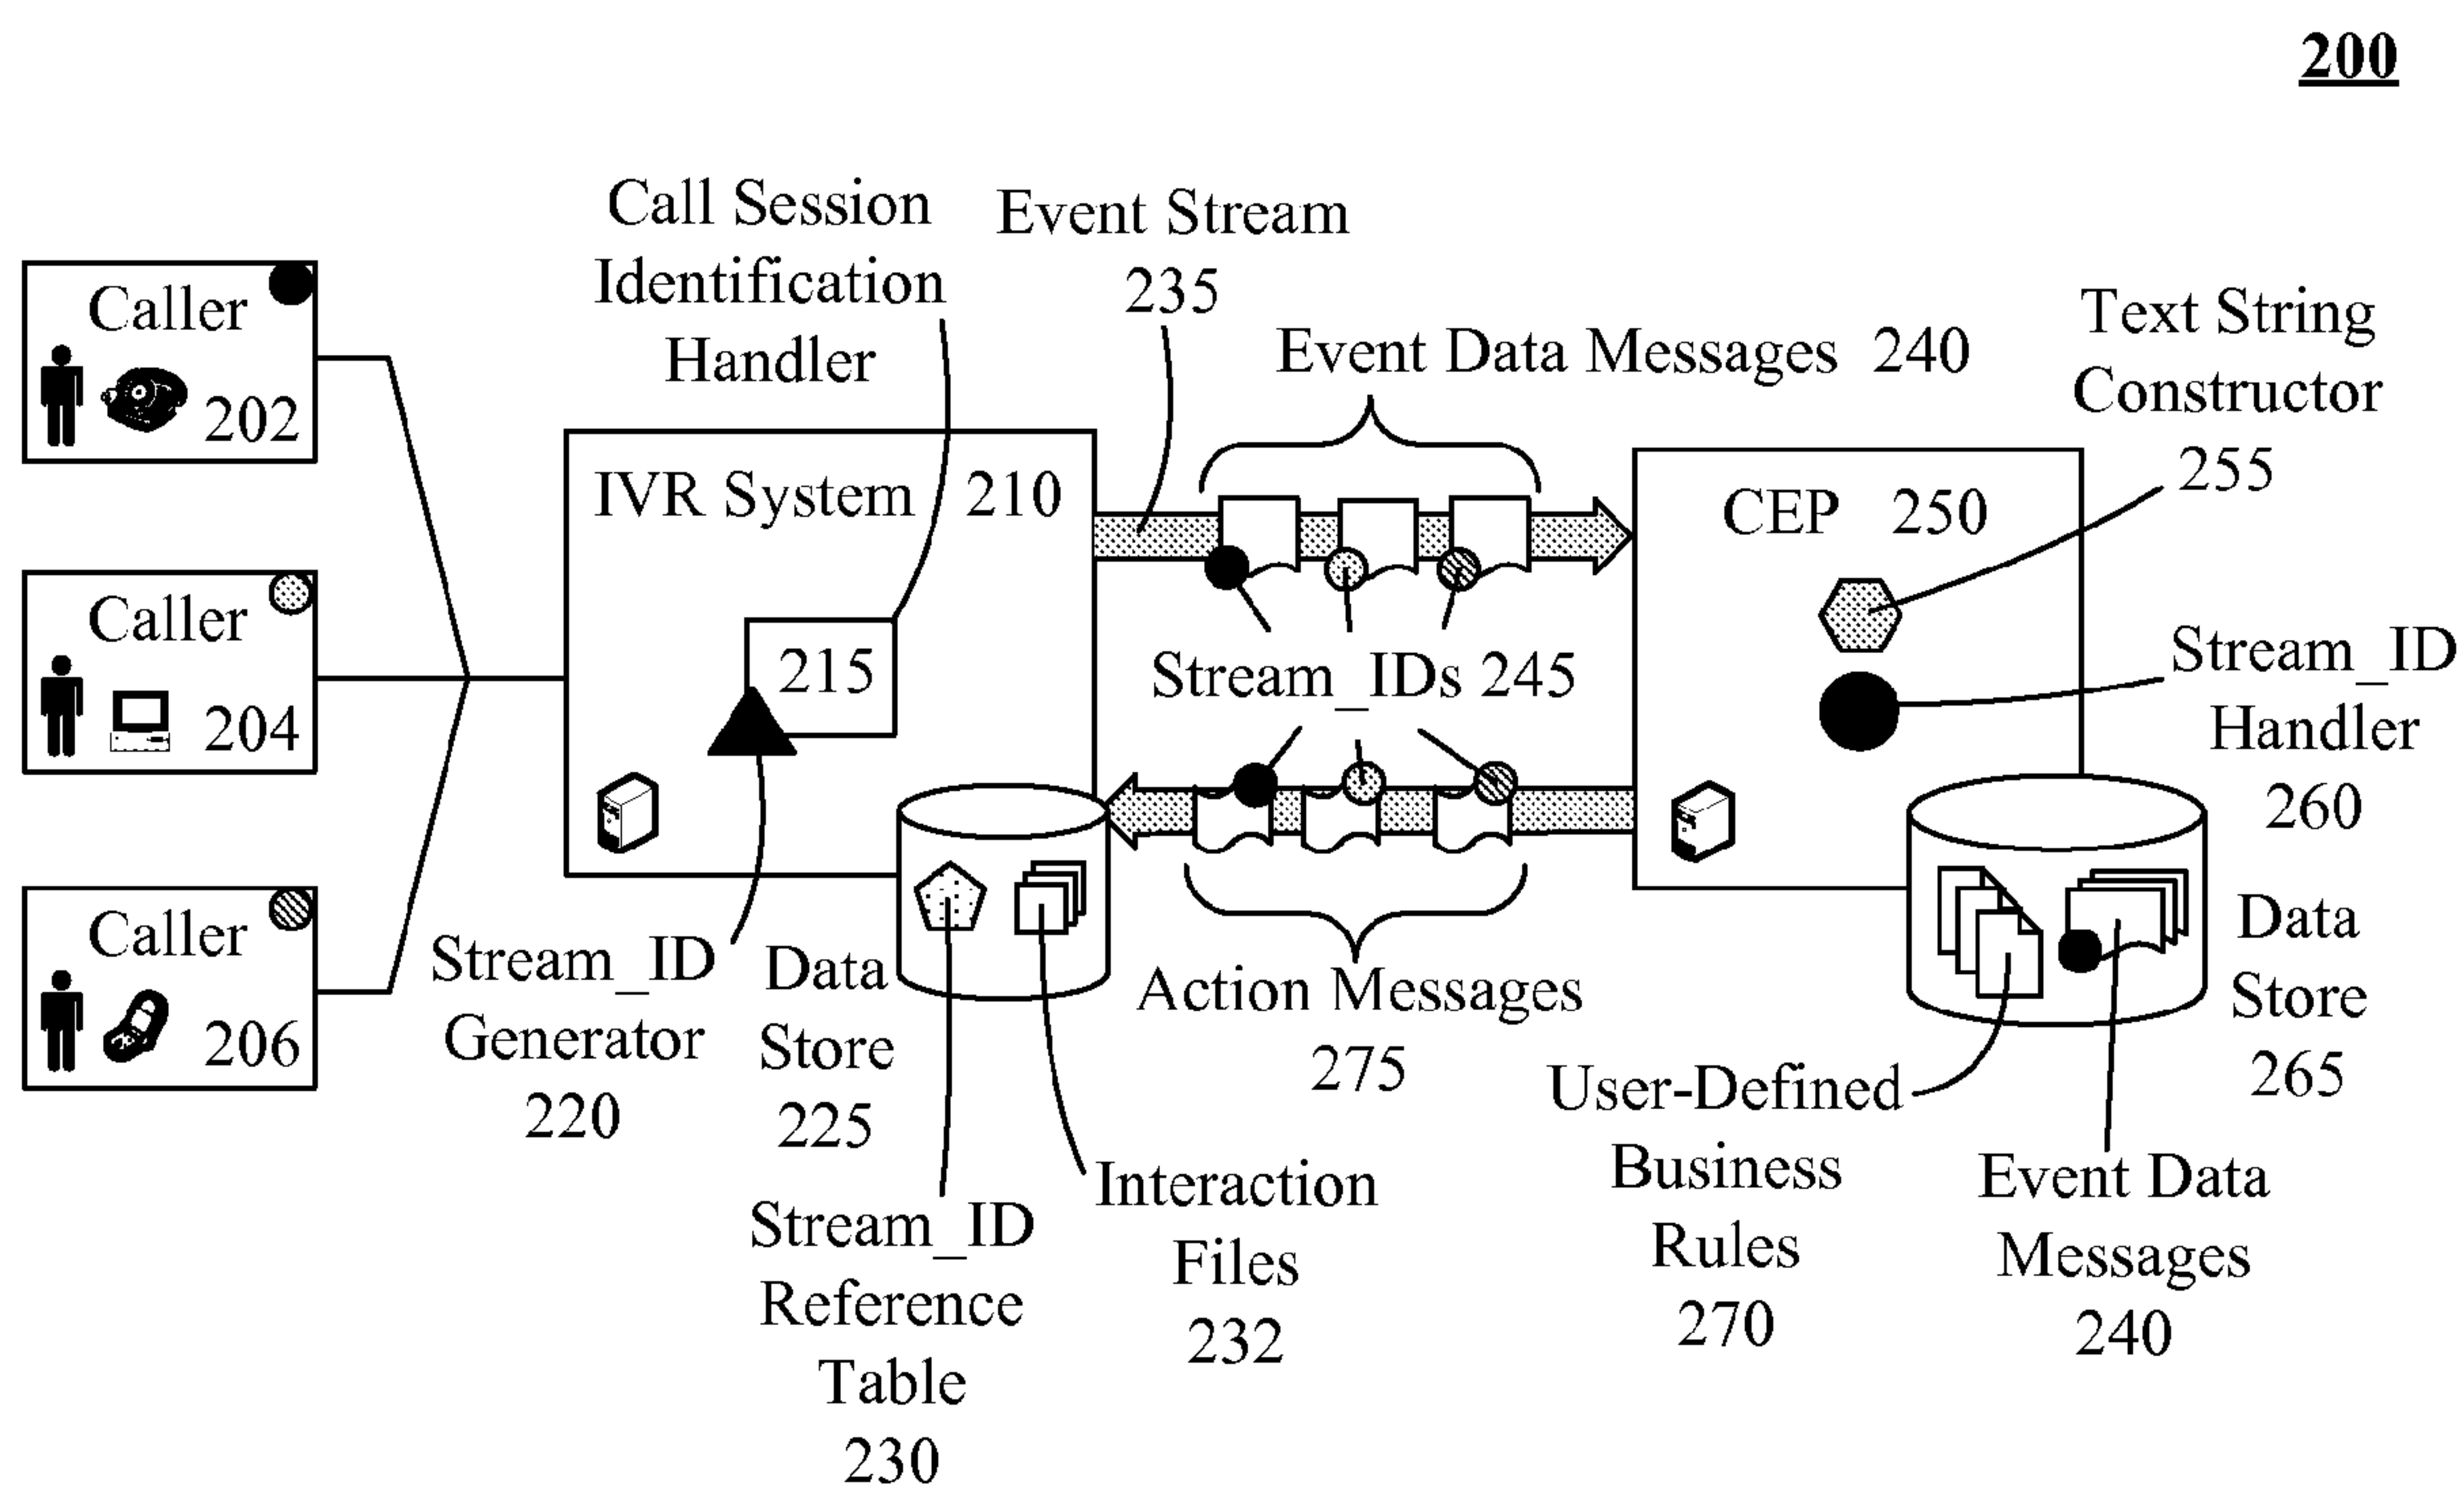 200
Call Session
Identification
Handler
Event Stream
235
Event Data Messages 240
Text String
Constructor
255
Caller
202
Caller
204
Caller
206
IVR System 210
215
Stream_IDs 245
CEP 250
Stream_ID
Handler
260
Stream_ID
Generator
220
Data
Store
225
Stream_ID
Reference
Table
230
Interaction
Files
232
Action Messages
275
User-Defined
Business
Rules
270
Event Data
Messages
240
Data
Store
265